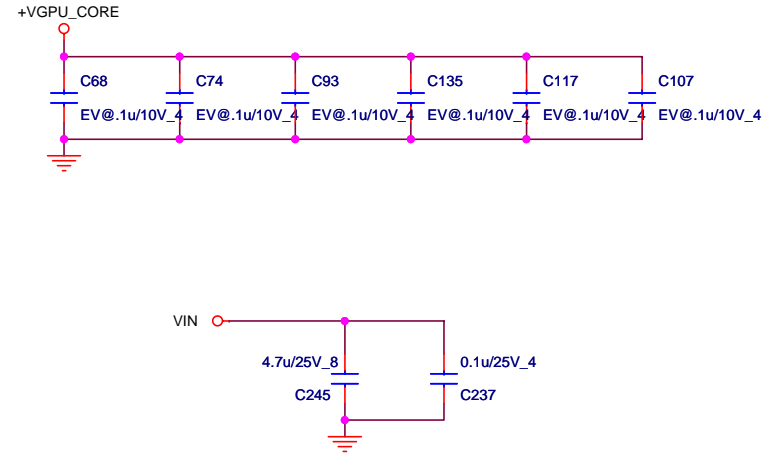 +VGPU_CORE
C68 C74 C93 C135 C117 C107
EV@.1u/10V_4 EV@.1u/10V_4 EV@.1u/10V_4 EV@.1u/10V_4 EV@.1u/10V_4 EV@.1u/10V_4
VIN
4.7u/25V_8 0.1u/25V_4
C245 C237